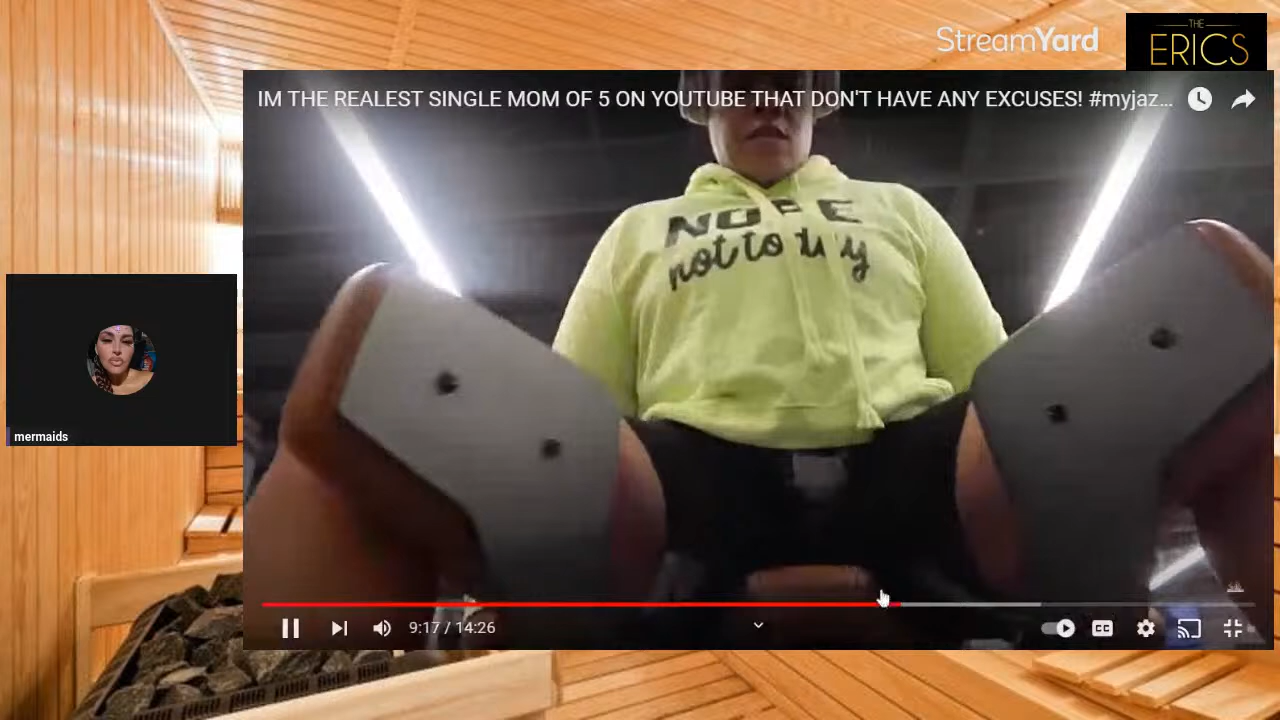 StreamYard
THE
ERICS
IM THE REALEST SINGLE MOM OF 5 ON YOUTUBE THAT DON'T HAVE ANY EXCUSES! #myjaz…
NOPE
not today
mermaids
9:17 / 14:26
CC